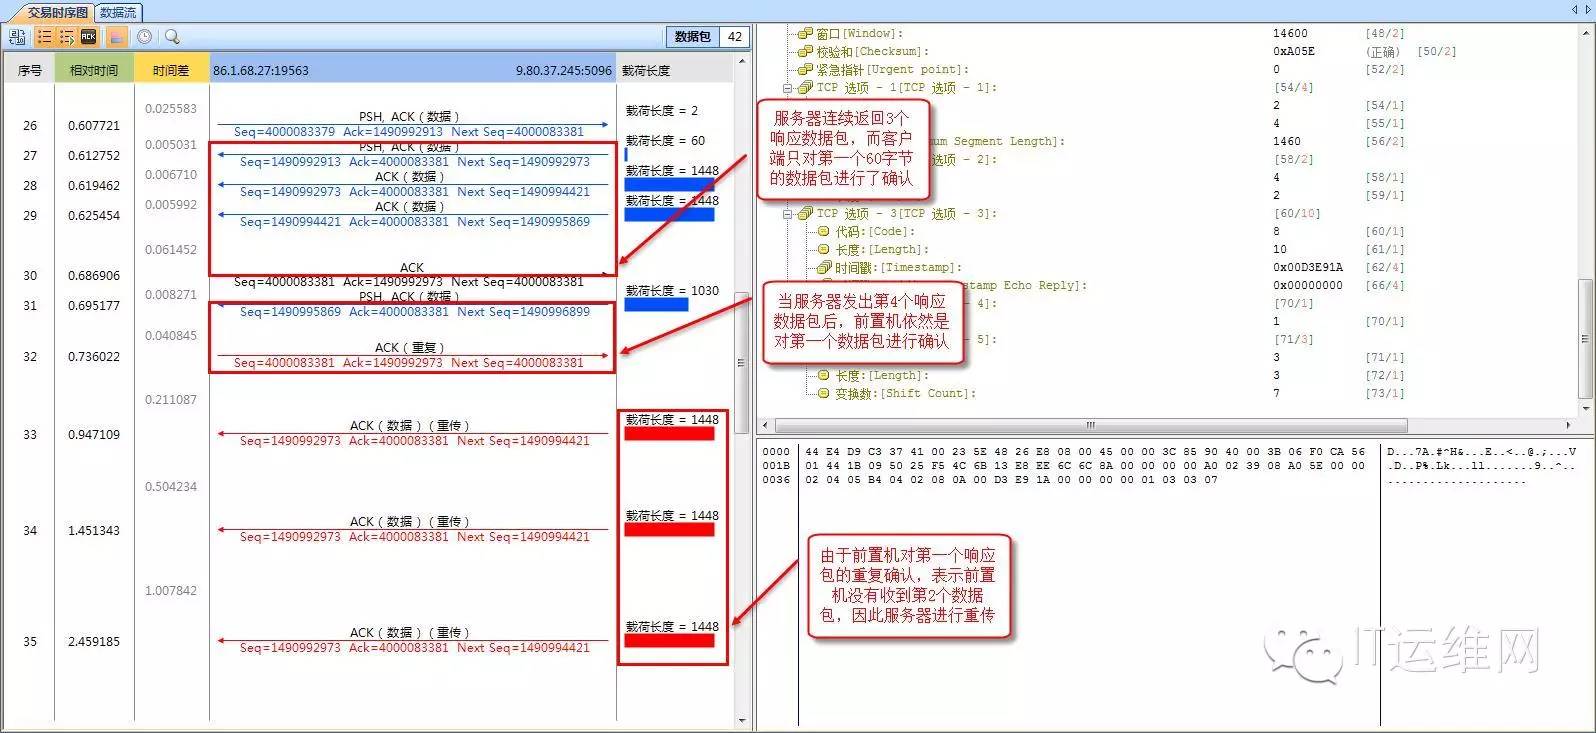 交易时序图 数据流
数据包 42
序号 相对时间 时间差 86.1.68.27:19563 9.80.37.245:5096 载荷长度
0.025583
PSH, ACK ( 数据 ) 载荷长度 = 2
26 0.607721
Seq=4000083379 Ack=1490992913 Next Seq=4000083381
0.005031 载荷长度 = 60
PSH, ACK ( 数据 )
27 0.612752
Seq=1490992913 Ack=4000083381 Next Seq=1490992973
0.006710 载荷长度 = 1448
ACK ( 数据 )
28 0.619462
Seq=1490992973 Ack=4000083381 Next Seq=1490994421
0.005992 载荷长度 = 1448
ACK ( 数据 )
29 0.625454
Seq=1490994421 Ack=4000083381 Next Seq=1490995869
0.061452
ACK
30 0.686906
Seq=4000083381 Ack=1490992973 Next Seq=4000083381
0.008271 载荷长度 = 1030
PSH, ACK ( 数据 )
31 0.695177
Seq=1490995869 Ack=4000083381 Next Seq=1490996899
0.040845
ACK ( 重复 )
32 0.736022
Seq=4000083381 Ack=1490992973 Next Seq=4000083381
0.211087
ACK ( 数据 ) ( 重传 ) 载荷长度 = 1448
33 0.947109
Seq=1490992973 Ack=4000083381 Next Seq=1490994421
0.504234
ACK ( 数据 ) ( 重传 ) 载荷长度 = 1448
34 1.451343
Seq=1490992973 Ack=4000083381 Next Seq=1490994421
1.007842
ACK ( 数据 ) ( 重传 ) 载荷长度 = 1448
35 2.459185
Seq=1490992973 Ack=4000083381 Next Seq=1490994421
服务器连续返回3个
响应数据包，而客户
端只对第一个60字节
的数据包进行了确认
当服务器发出第4个响应
数据包后，前置机依然是
对第一个数据包进行确认
由于前置机对第一个响应
包的重复确认，表示前置
机没有收到第2个数据
包，因此服务器进行重传
窗口[Window]: 14600 [48/2]
校验和[Checksum]: 0xA05E (正确) [50/2]
紧急指针[Urgent point]: 0 [52/2]
TCP 选项 - 1[TCP 选项 - 1]: [54/4]
2 [54/1]
4 [55/1]
um Segment Length]: 1460 [56/2]
选项 - 2]: [58/2]
4 [58/1]
2 [59/1]
TCP 选项 - 3[TCP 选项 - 3]: [60/10]
代码:[Code]: 8 [60/1]
长度:[Length]: 10 [61/1]
时间戳:[Timestamp]: 0x00D3E91A [62/4]
stamp Echo Reply]: 0x00000000 [66/4]
4]: [70/1]
1 [70/1]
5]: [71/3]
3 [71/1]
长度:[Length]: 3 [72/1]
变换数:[Shift Count]: 7 [73/1]
0000 44 E4 D9 C3 37 41 00 23 5E 48 26 E8 08 00 45 00 00 3C 85 90 40 00 3B 06 F0 CA 56 D...7A.#^H&...E..<..@.;...V
001B 01 44 1B 09 50 25 F5 4C 6B 13 E8 EE 6C 6C 8A 00 00 00 00 A0 02 39 08 A0 5E 00 00 .D..P%.Lk...ll.......9..^..
0036 02 04 05 B4 04 02 08 0A 00 D3 E9 1A 00 00 00 00 01 03 03 07 ....................
IT运维网